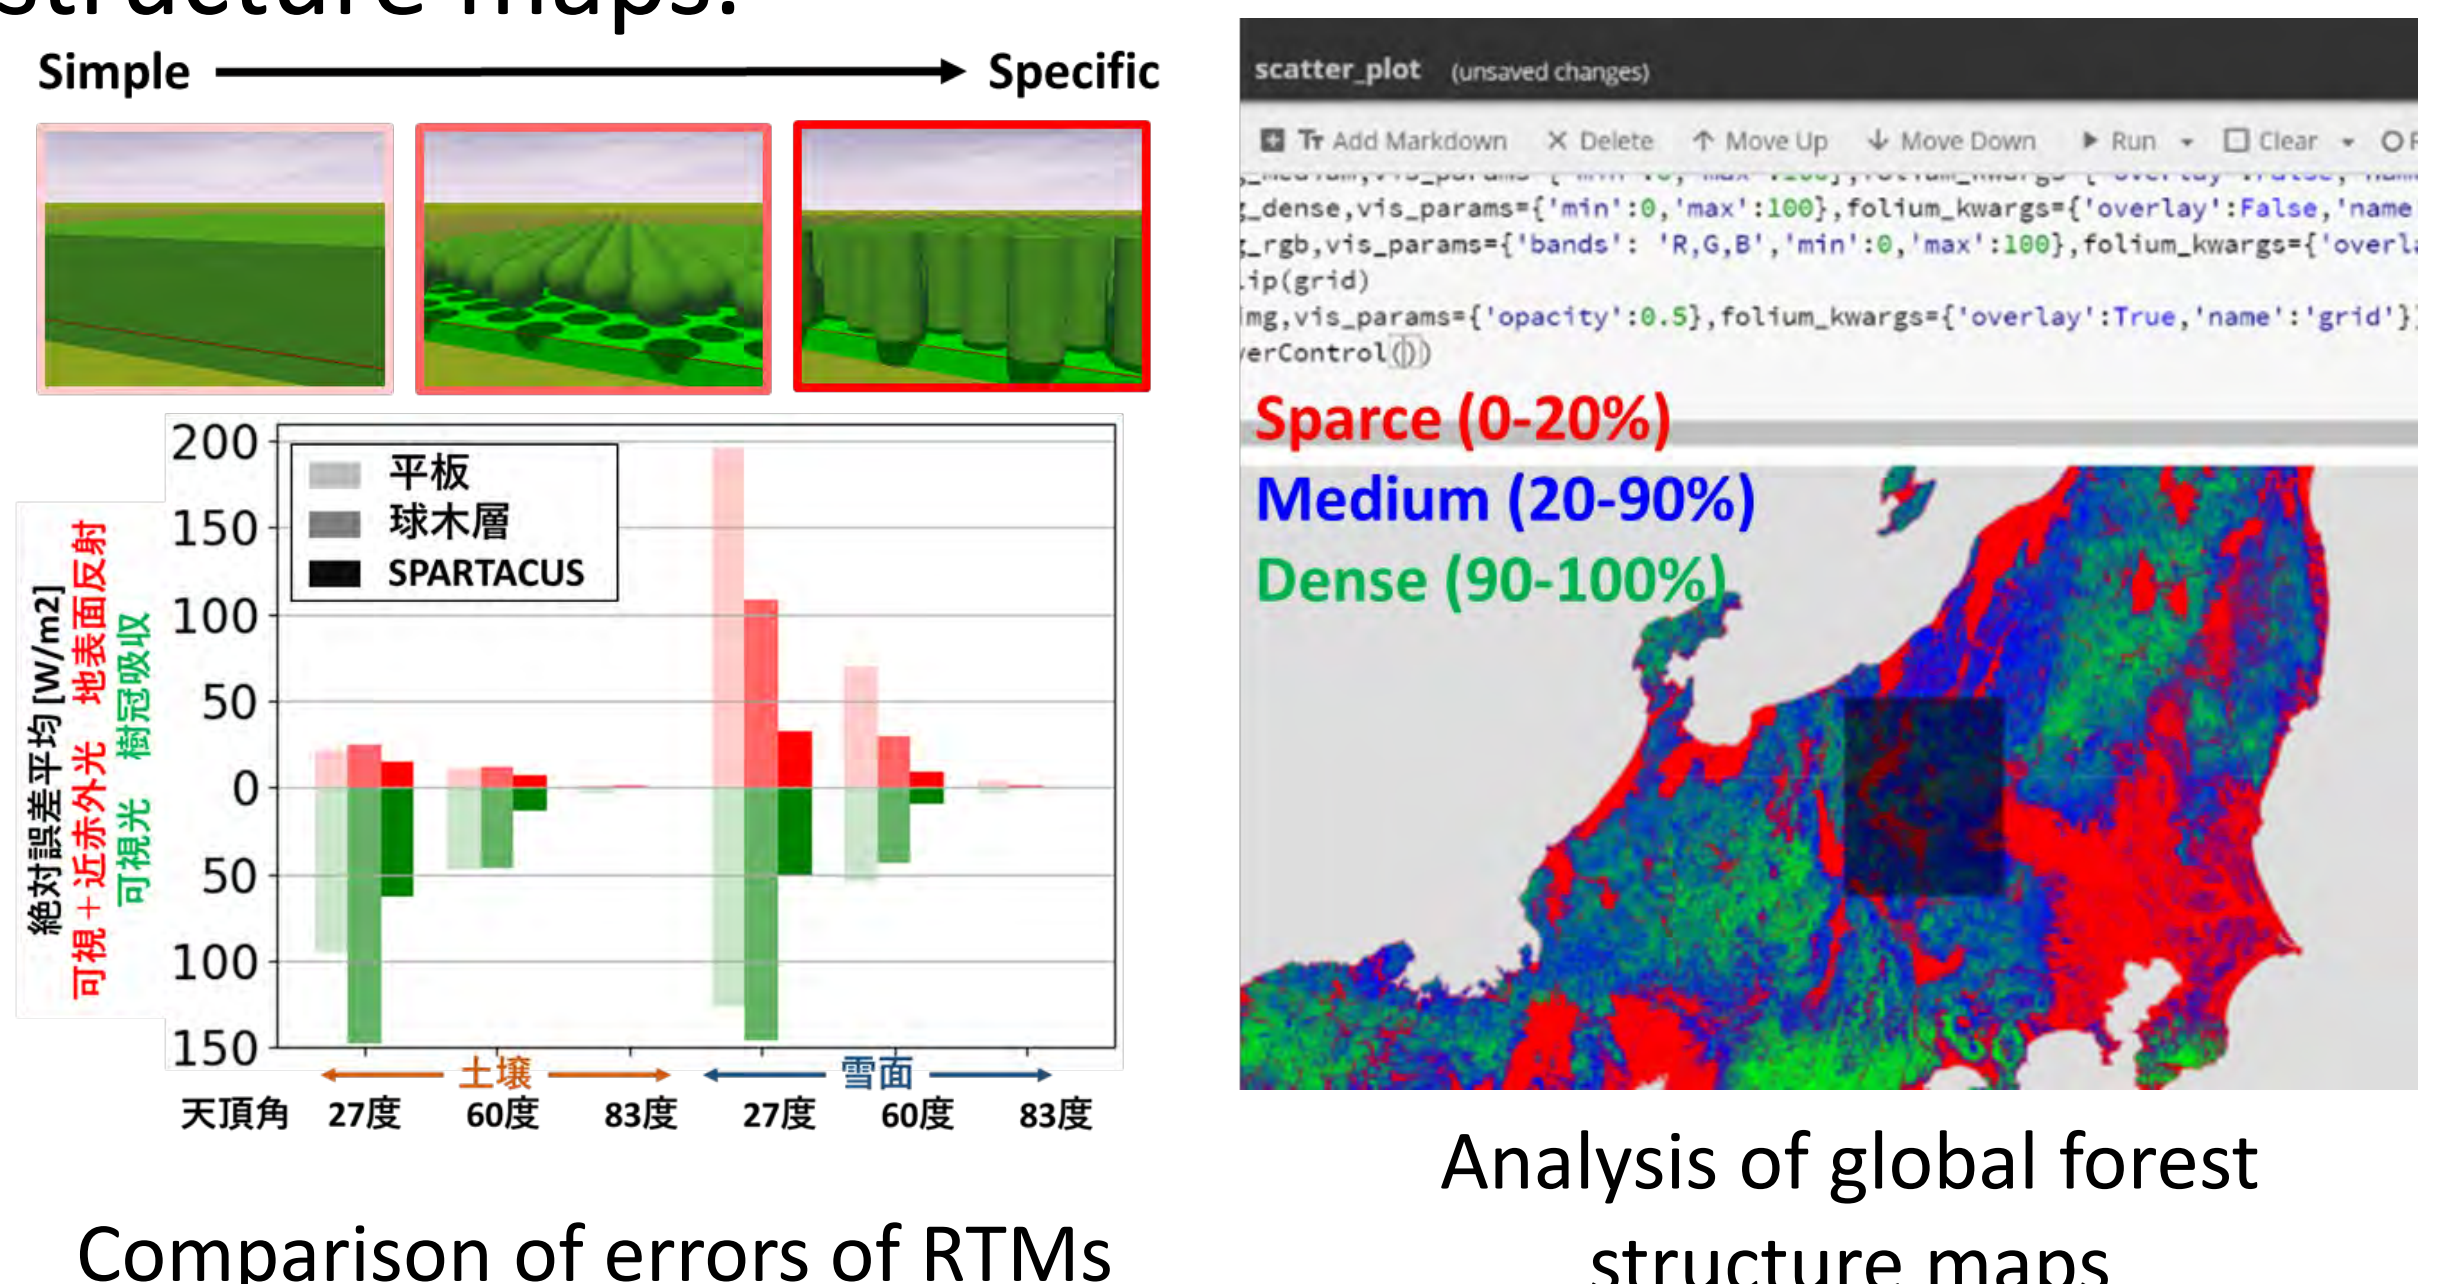 structure maps.
Simple
Specific
200
150
100
50
0
50
100
150
平板
球木層
SPARTACUS
絶対誤差平均 [W/m2]
可視＋近赤外光 地表面反射
可視光 樹冠吸収
土壌
雪面
天頂角 27度 60度 83度 27度 60度 83度
Comparison of errors of RTMs
scatter_plot (unsaved changes)
Add Markdown Delete Move Up Move Down Run Clear
_dense,vis_params={'min':0,'max':100},folium_kwargs={'overlay':False,'name
_rgb,vis_params={'bands': 'R,G,B','min':0,'max':100},folium_kwargs={'overl
ip(grid)
img,vis_params={'opacity':0.5},folium_kwargs={'overlay':True,'name':'grid'}
erControl())
Sparce (0-20%)
Medium (20-90%)
Dense (90-100%)
Analysis of global forest
structure maps